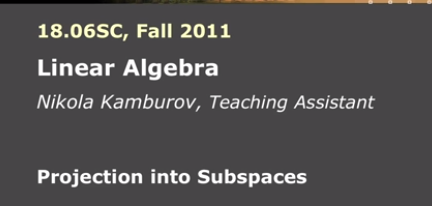 18.06SC, Fall 2011
Linear Algebra
Nikola Kamburov, Teaching Assistant
Projection into Subspaces